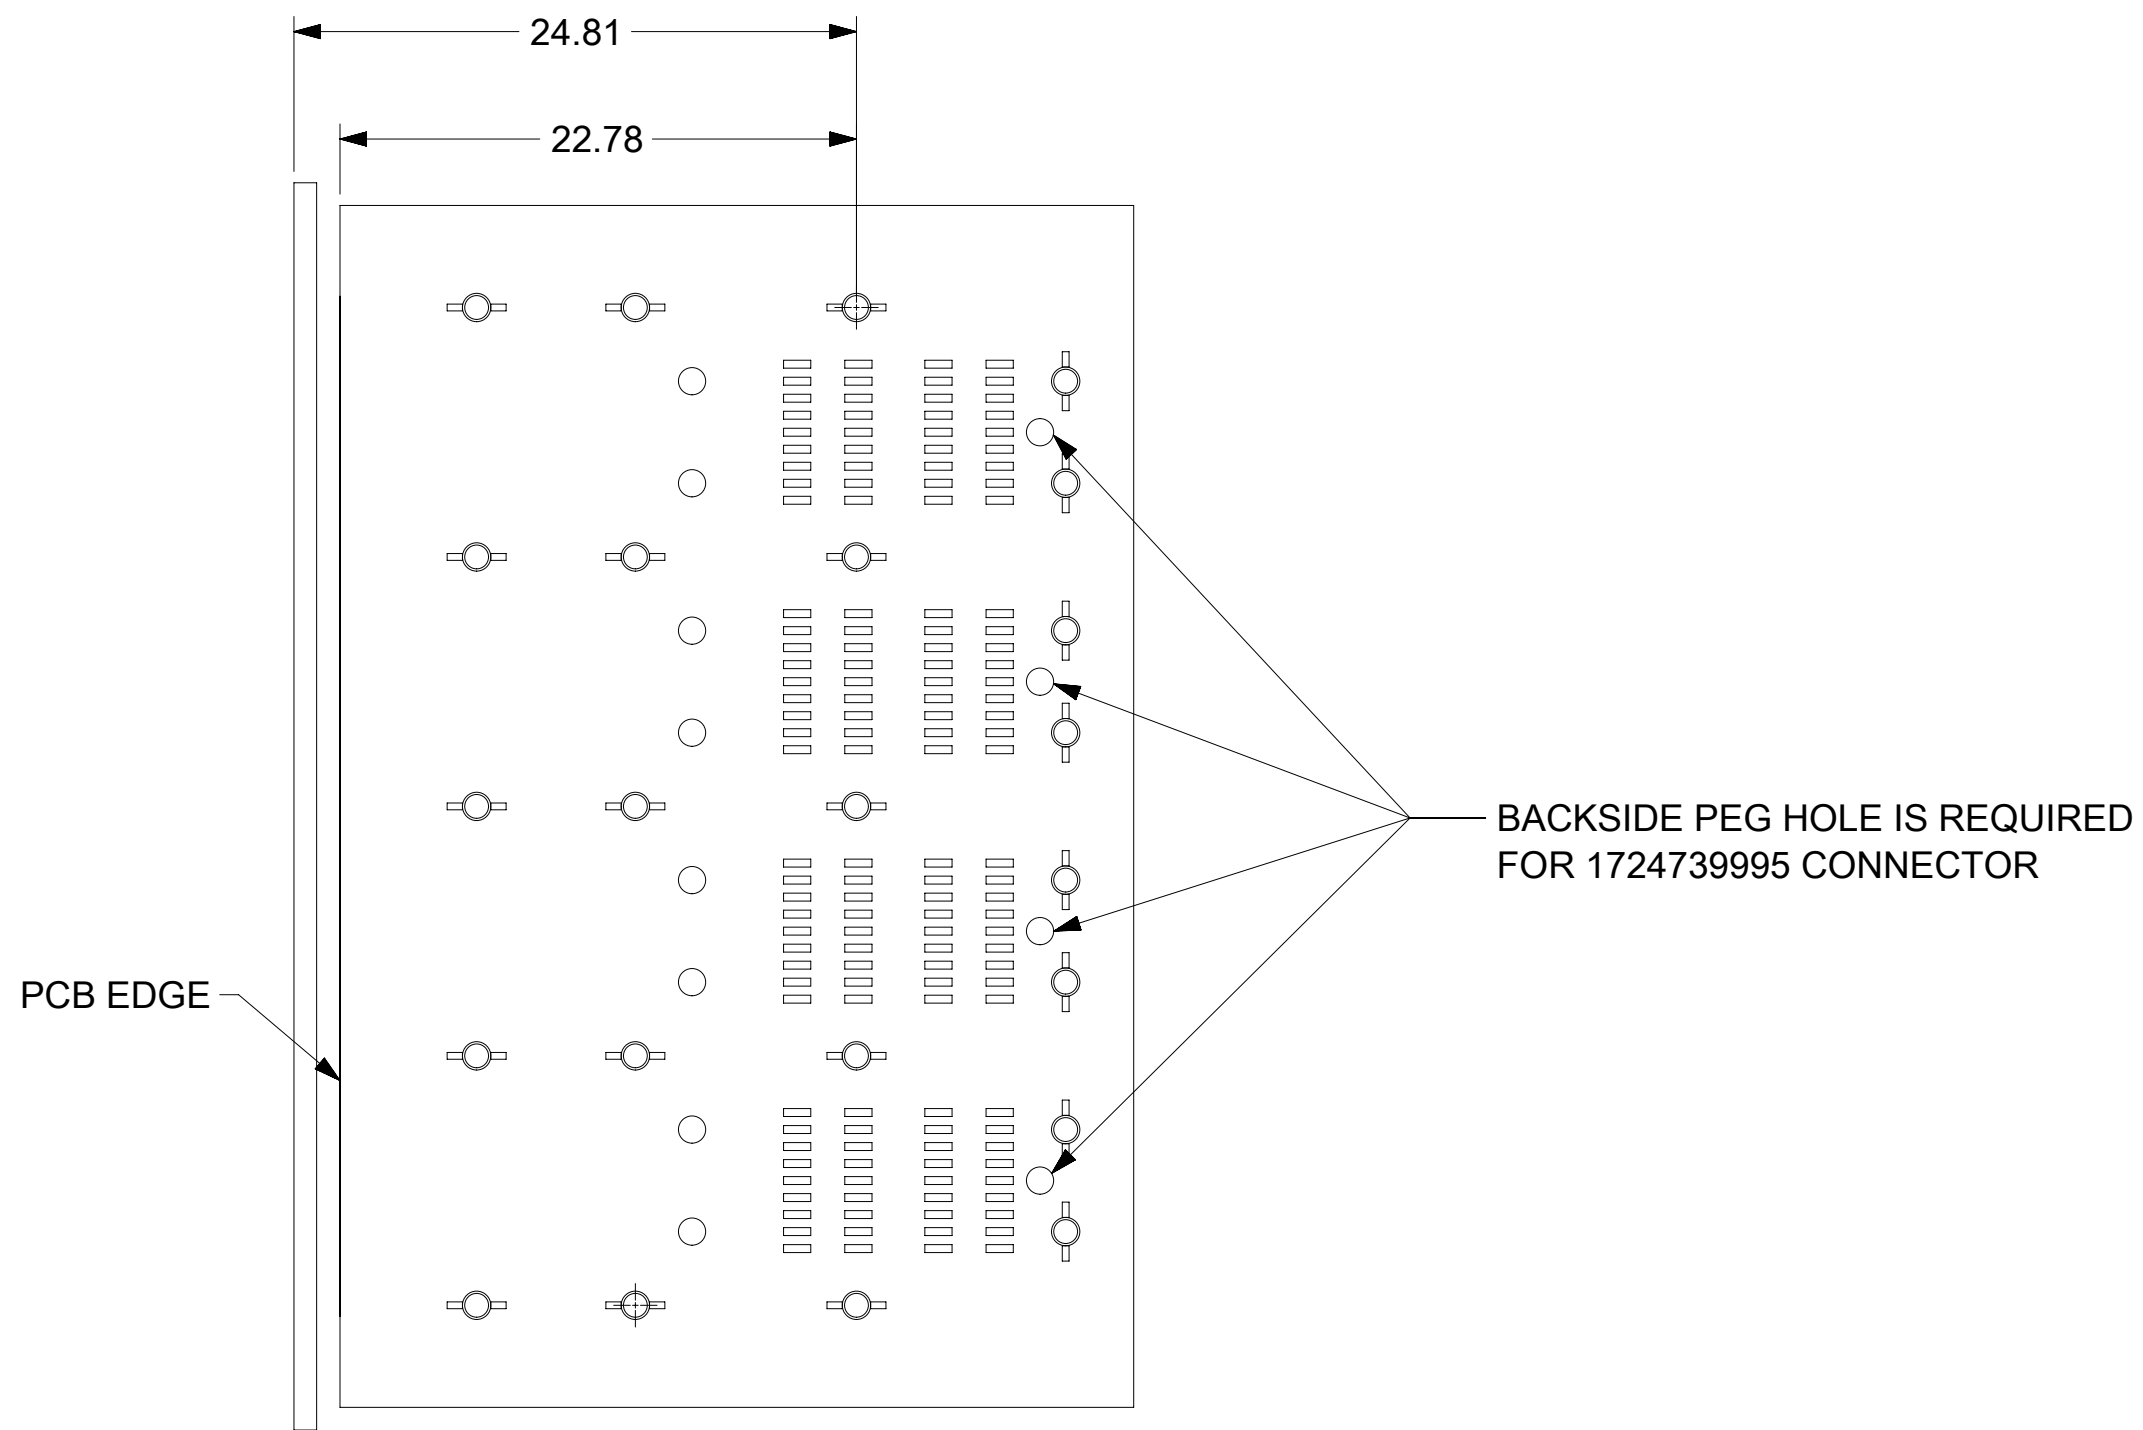 24.81
22.78
BACKSIDE PEG HOLE IS REQUIRED
FOR 1724739995 CONNECTOR
PCB EDGE